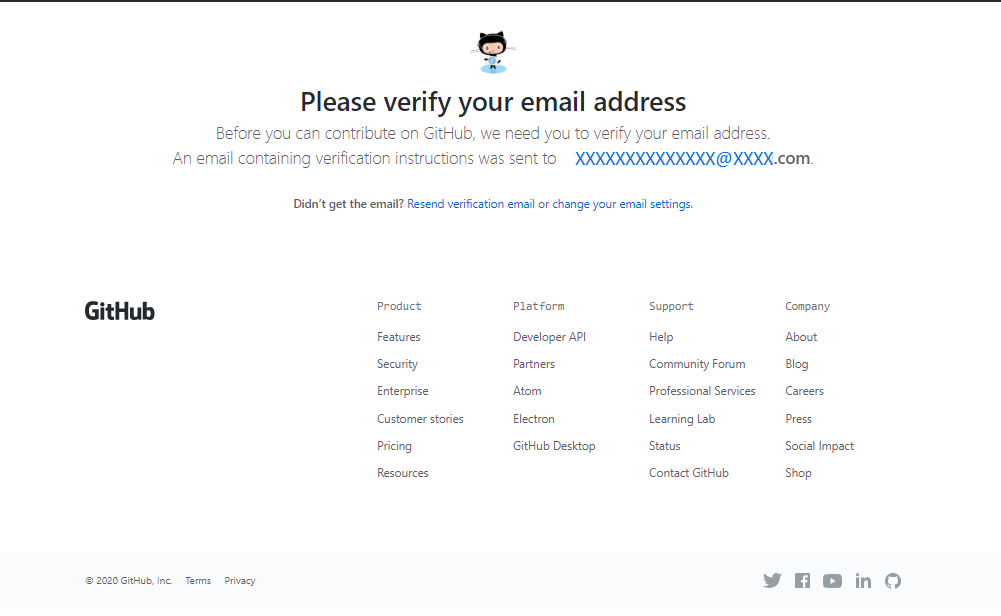 Please verify your email address
Before you can contribute on GitHub, we need you to verify your email address.
An email containing verification instructions was sent to XXXXXXXXXXXXXX@XXXX.com.
Didn't get the email? Resend verification email or change your email settings.
GitHub
Product
Features
Security
Enterprise
Customer stories
Pricing
Resources
Platform
Developer API
Partners
Atom
Electron
GitHub Desktop
Support
Help
Community Forum
Professional Services
Learning Lab
Status
Contact GitHub
Company
About
Blog
Careers
Press
Social Impact
Shop
© 2020 GitHub, Inc. Terms Privacy